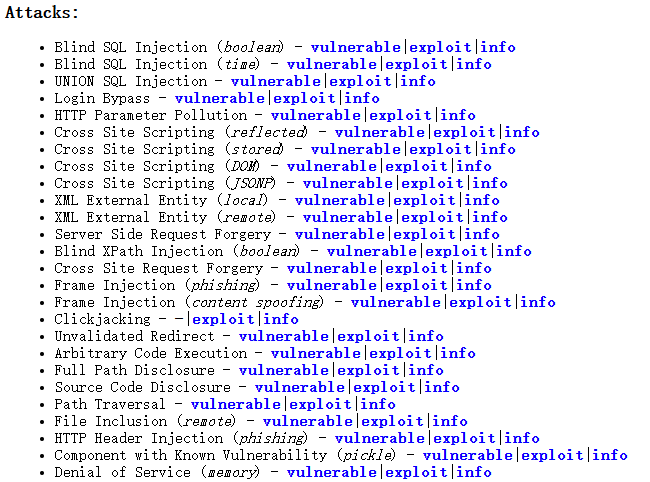 Attacks:
Blind SQL Injection (boolean) - vulnerable|exploit|info
Blind SQL Injection (time) - vulnerable|exploit|info
UNION SQL Injection - vulnerable|exploit|info
Login Bypass - vulnerable|exploit|info
HTTP Parameter Pollution - vulnerable|exploit|info
Cross Site Scripting (reflected) - vulnerable|exploit|info
Cross Site Scripting (stored) - vulnerable|exploit|info
Cross Site Scripting (DOM) - vulnerable|exploit|info
Cross Site Scripting (JSONP) - vulnerable|exploit|info
XML External Entity (local) - vulnerable|exploit|info
XML External Entity (remote) - vulnerable|exploit|info
Server Side Request Forgery - vulnerable|exploit|info
Blind XPath Injection (boolean) - vulnerable|exploit|info
Cross Site Request Forgery - vulnerable|exploit|info
Frame Injection (phishing) - vulnerable|exploit|info
Frame Injection (content spoofing) - vulnerable|exploit|info
Clickjacking - -|exploit|info
Unvalidated Redirect - vulnerable|exploit|info
Arbitrary Code Execution - vulnerable|exploit|info
Full Path Disclosure - vulnerable|exploit|info
Source Code Disclosure - vulnerable|exploit|info
Path Traversal - vulnerable|exploit|info
File Inclusion (remote) - vulnerable|exploit|info
HTTP Header Injection (phishing) - vulnerable|exploit|info
Component with Known Vulnerability (pickle) - vulnerable|exploit|info
Denial of Service (memory) - vulnerable|exploit|info